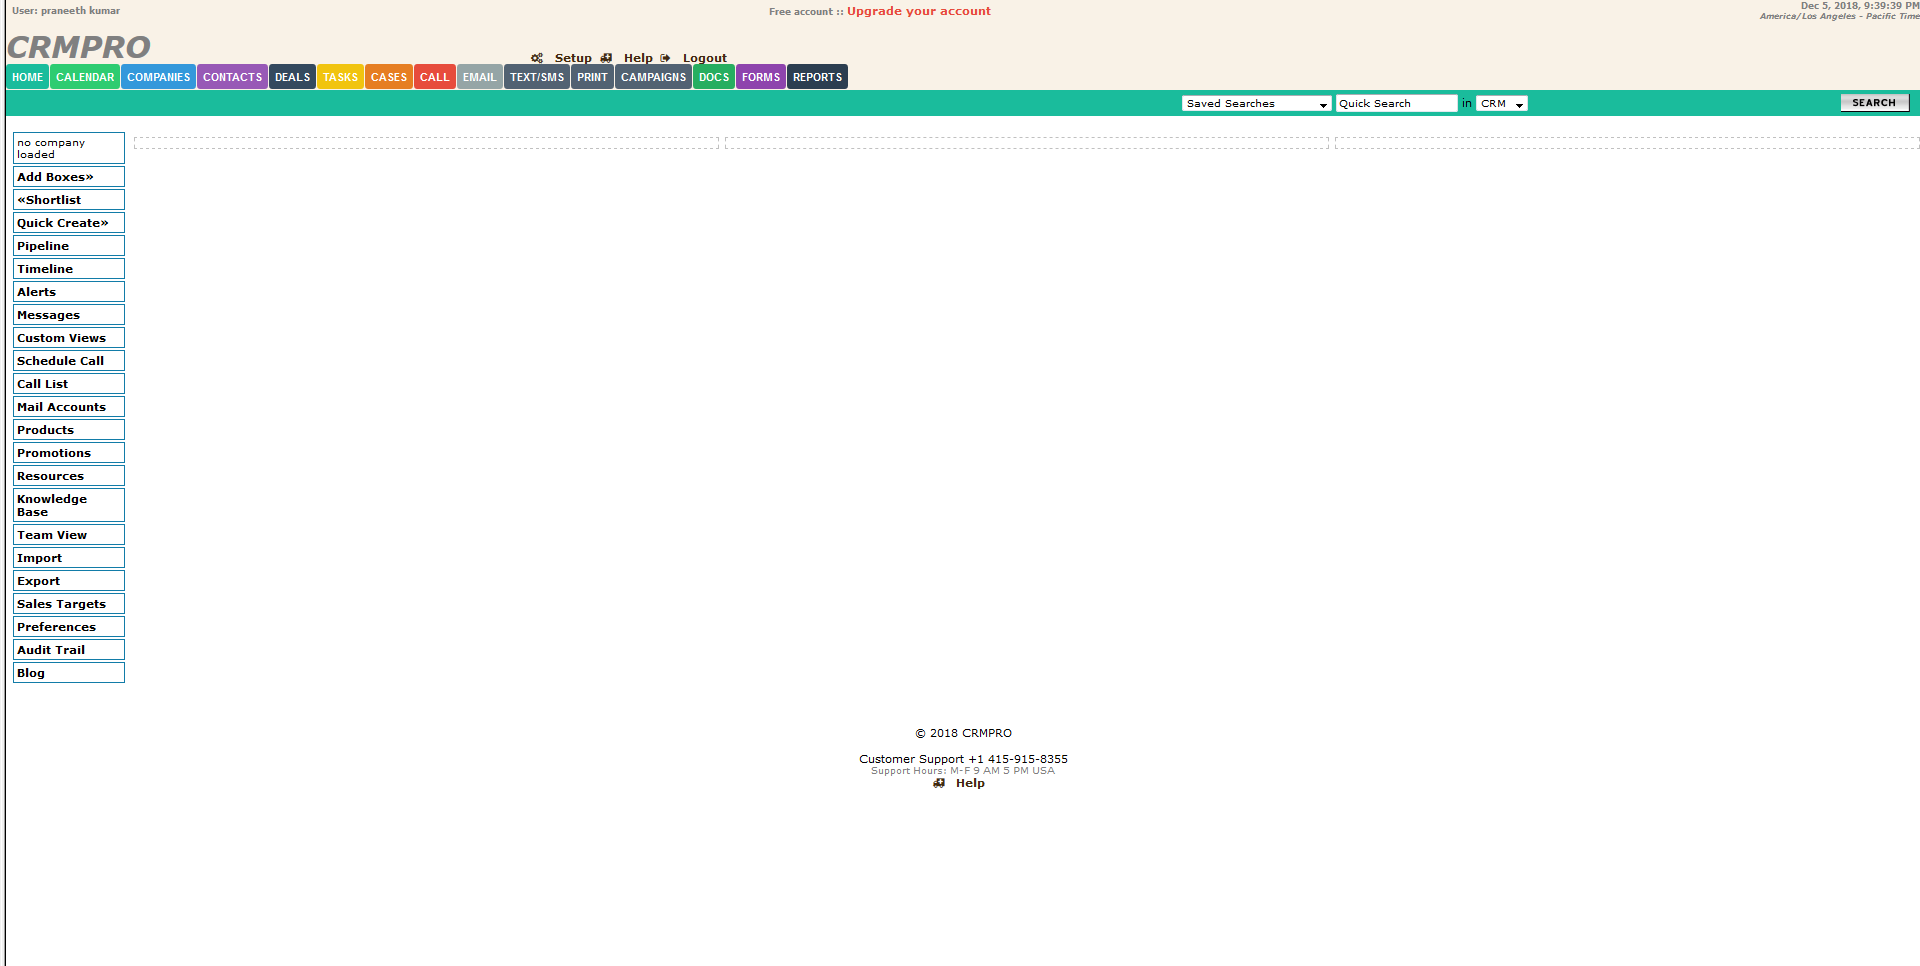 User: praneeth kumar
Free account :: Upgrade your account
Dec 5, 2018, 9:39:39 PM
America/Los Angeles - Pacific Time
CRMPRO
Setup Help Logout
HOME CALENDAR COMPANIES CONTACTS DEALS TASKS CASES CALL EMAIL TEXT/SMS PRINT CAMPAIGNS DOCS FORMS REPORTS
Saved Searches Quick Search in CRM SEARCH
no company
loaded
Add Boxes»
«Shortlist
Quick Create»
Pipeline
Timeline
Alerts
Messages
Custom Views
Schedule Call
Call List
Mail Accounts
Products
Promotions
Resources
Knowledge
Base
Team View
Import
Export
Sales Targets
Preferences
Audit Trail
Blog
© 2018 CRMPRO
Customer Support +1 415-915-8355
Support Hours: M-F 9 AM 5 PM USA
Help